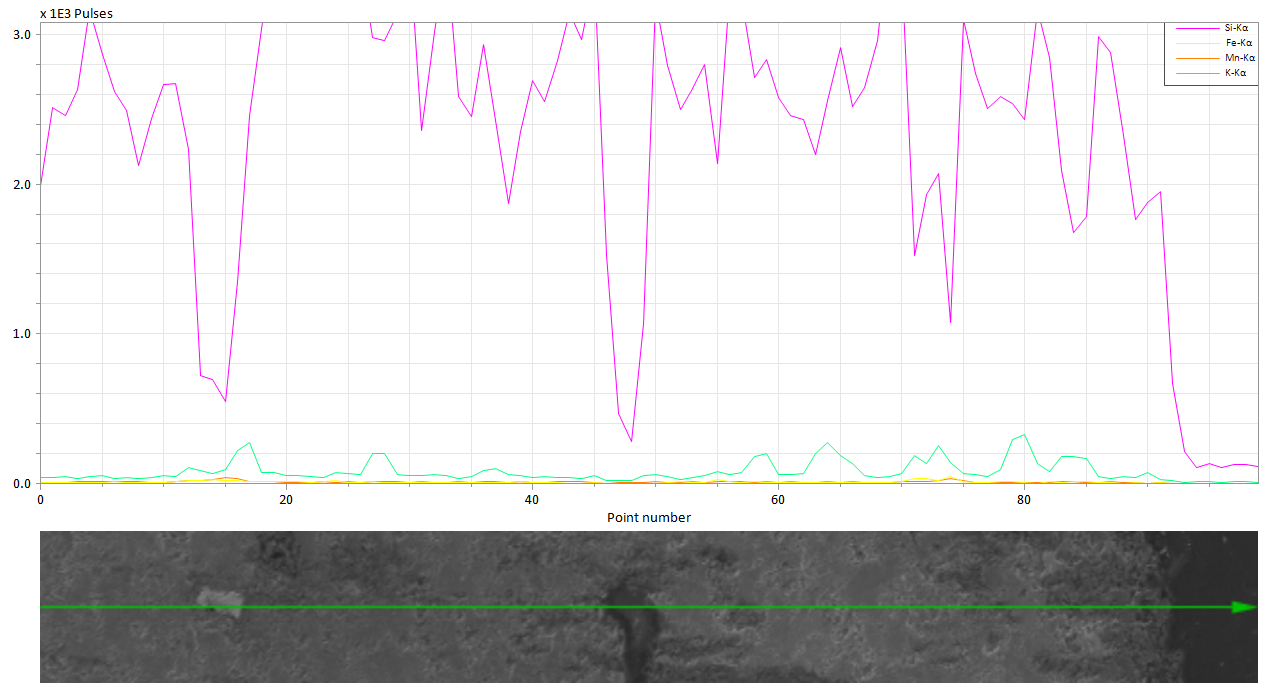 x 1E3 Pulses
3.0
2.0
1.0
0.0
Si-Kα
Fe-Kα
Mn-Kα
K-Kα
0 20 40 60 80
Point number